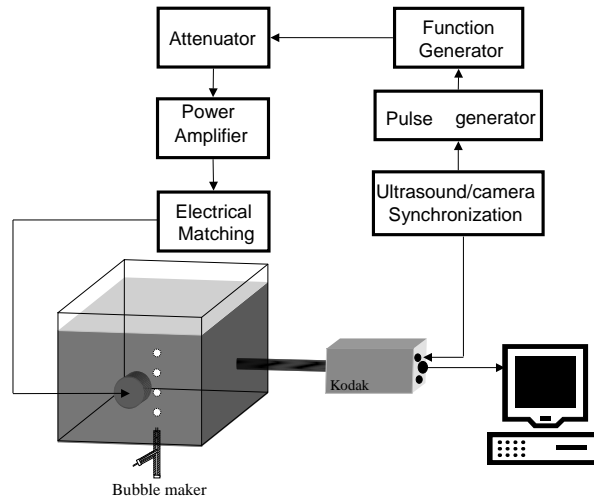 Attenuator
Function
Generator
Power
Amplifier
Pulse generator
Electrical
Matching
Ultrasound/camera
Synchronization
Kodak
Bubble maker